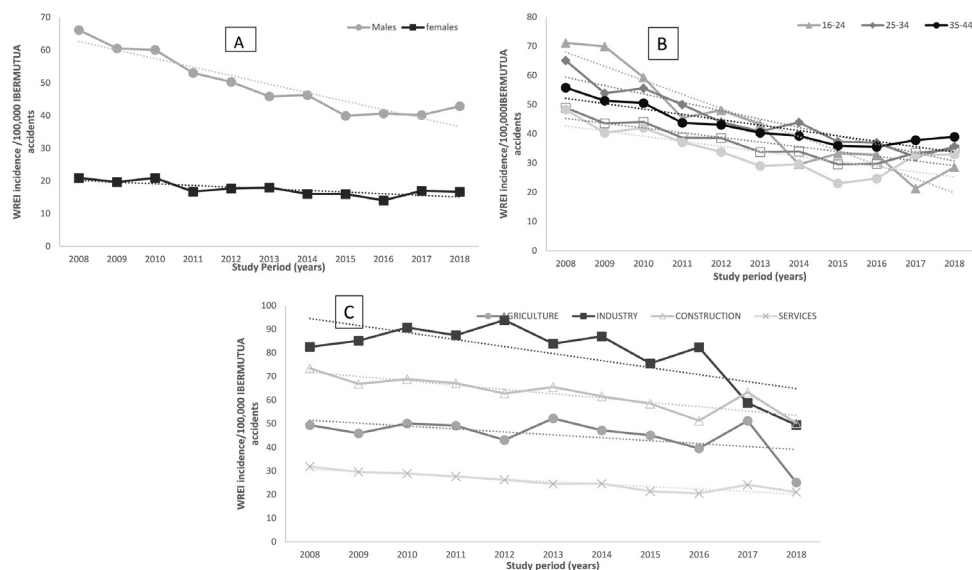 A
Males females
70
60
50
40
30
20
10
0
WREI incidence /100,000 IBERMUTUA
accidents
2008 2009 2010 2011 2012 2013 2014 2015 2016 2017 2018
Study Period (years)
B
16-24 25-34 35-44
80
70
60
50
40
30
20
10
0
WREI incidence/100,000IBERMUTUA
accidents
2008 2009 2010 2011 2012 2013 2014 2015 2016 2017 2018
Study period (years)
C
AGRICULTURE INDUSTRY CONSTRUCTION SERVICES
100
90
80
70
60
50
40
30
20
10
0
WREI incidence/100,000 IBERMUTUA
accidents
2008 2009 2010 2011 2012 2013 2014 2015 2016 2017 2018
Study period (years)